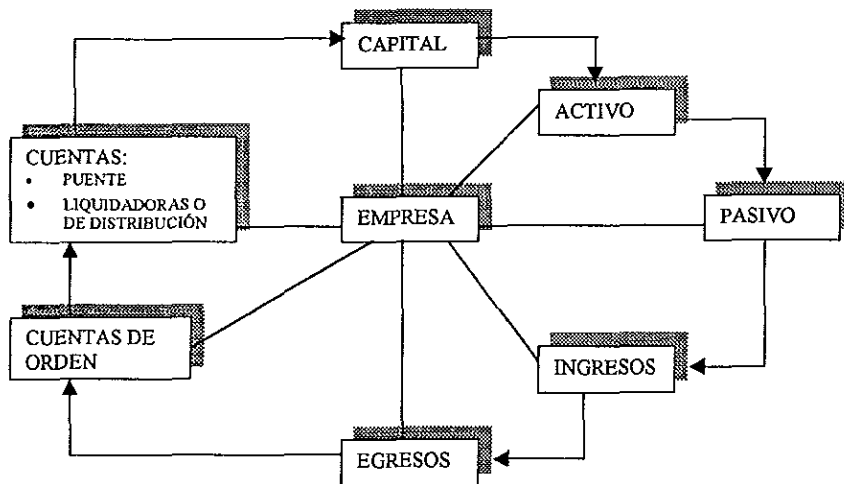 CAPITAL
ACTIVO
CUENTAS:
• PUENTE
• LIQUIDADORAS O
DE DISTRIBUCIÓN
EMPRESA
PASIVO
CUENTAS DE
ORDEN
INGRESOS
EGRESOS